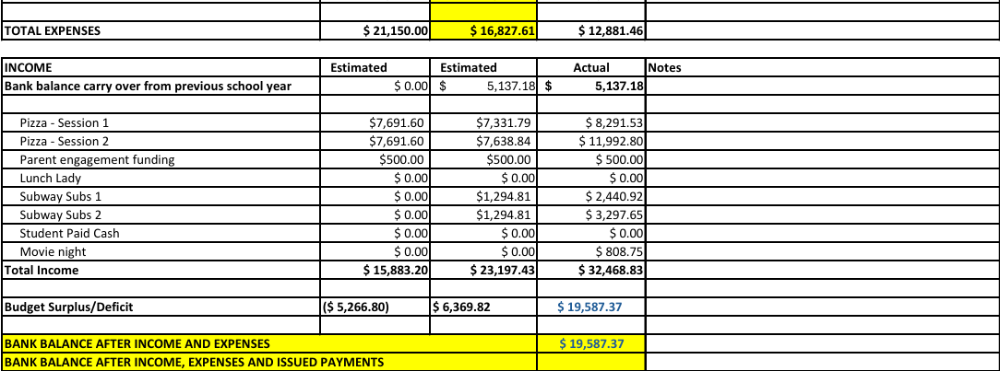 TOTAL EXPENSES $ 21,150.00 $ 16,827.61 $ 12,881.46
INCOME Estimated Estimated Actual Notes
Bank balance carry over from previous school year $ 0.00 $ 5,137.18 $ 5,137.18
Pizza - Session 1 $7,691.60 $7,331.79 $ 8,291.53
Pizza - Session 2 $7,691.60 $7,638.84 $ 11,992.80
Parent engagement funding $500.00 $500.00 $ 500.00
Lunch Lady $ 0.00 $ 0.00 $ 0.00
Subway Subs 1 $ 0.00 $1,294.81 $ 2,440.92
Subway Subs 2 $ 0.00 $1,294.81 $ 3,297.65
Student Paid Cash $ 0.00 $ 0.00 $ 0.00
Movie night $ 0.00 $ 0.00 $ 808.75
Total Income $ 15,883.20 $ 23,197.43 $ 32,468.83
Budget Surplus/Deficit ($ 5,266.80) $ 6,369.82 $ 19,587.37
BANK BALANCE AFTER INCOME AND EXPENSES $ 19,587.37
BANK BALANCE AFTER INCOME, EXPENSES AND ISSUED PAYMENTS